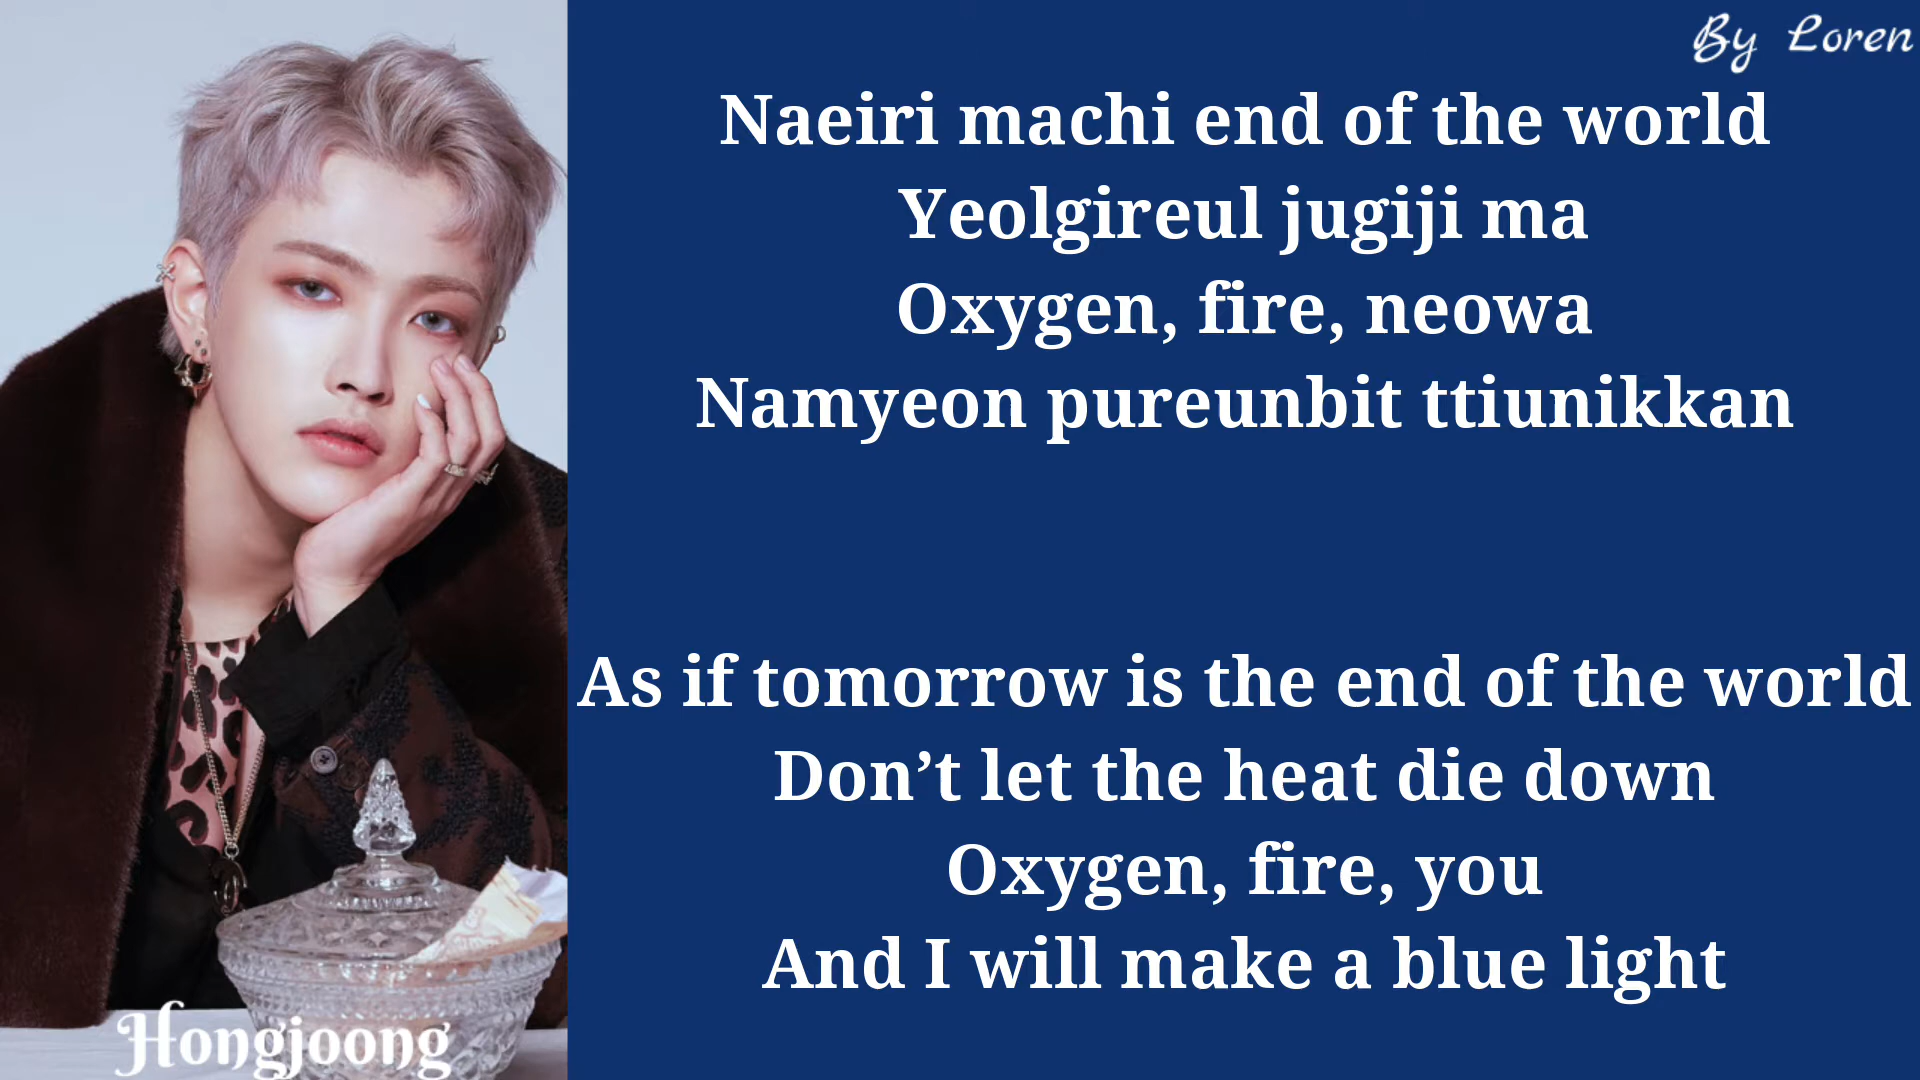 By Loren
Naeiri machi end of the world
Yeolgireul jugiji ma
Oxygen, fire, neowa
Namyeon pureunbit ttiunikkan
As if tomorrow is the end of the world
Don’t let the heat die down
Oxygen, fire, you
And I will make a blue light
Hongjoong